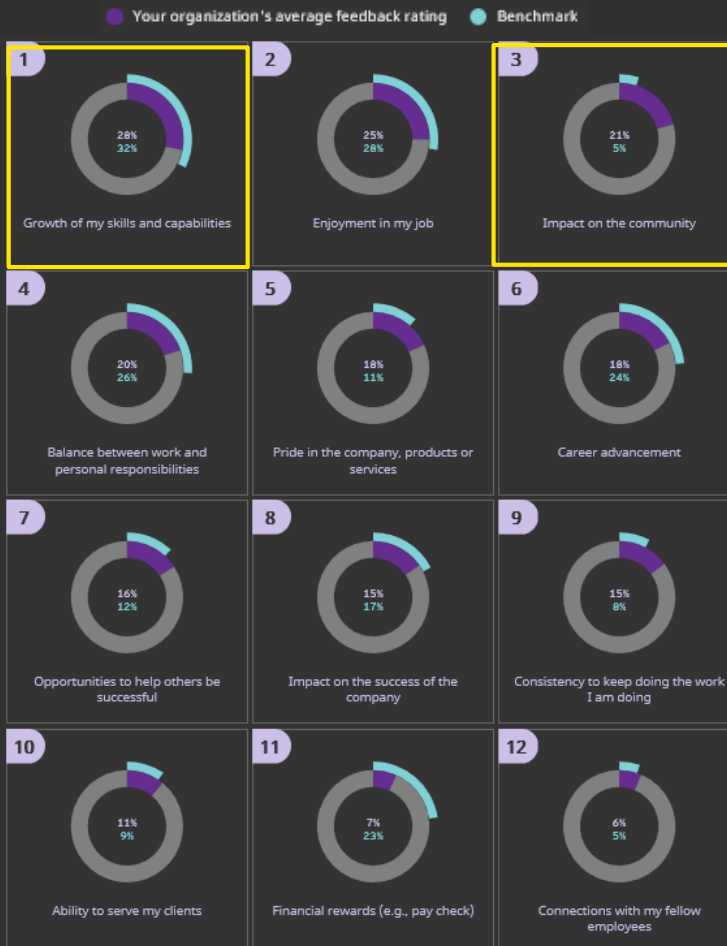 Your organization's average feedback rating Benchmark
1
28%
32%
Growth of my skills and capabilities
2
25%
28%
Enjoyment in my job
3
21%
5%
Impact on the community
4
20%
26%
Balance between work and
personal responsibilities
5
18%
11%
Pride in the company, products or
services
6
18%
24%
Career advancement
7
16%
12%
Opportunities to help others be
successful
8
15%
17%
Impact on the success of the
company
9
15%
8%
Consistency to keep doing the work
I am doing
10
11%
9%
Ability to serve my clients
11
7%
23%
Financial rewards (e.g., pay check)
12
6%
5%
Connections with my fellow
employees